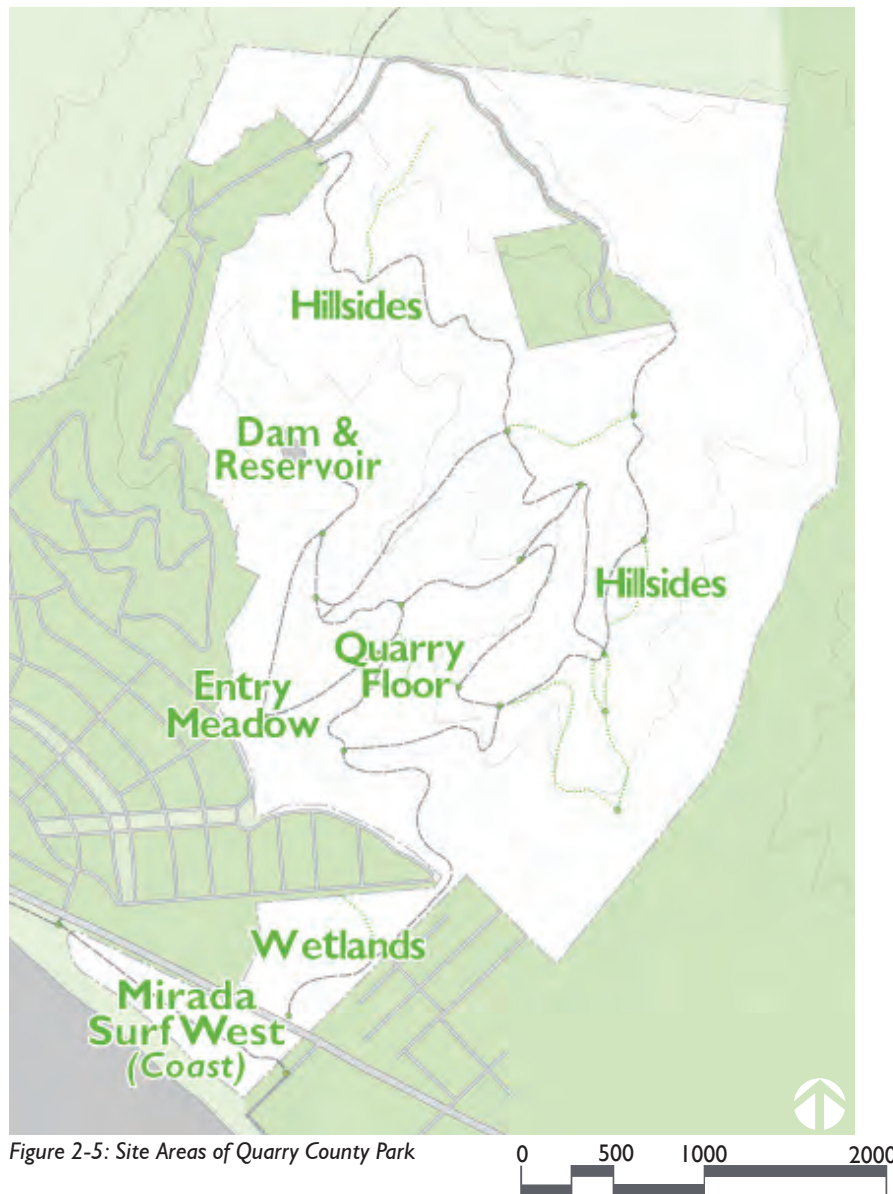 Hillsides
Dam &
Reservoir
Hillsides
Quarry
Floor
Entry
Meadow
Wetlands
Mirada
Surf West
(Coast)
Figure 2-5: Site Areas of Quarry County Park
0 500 1000 2000